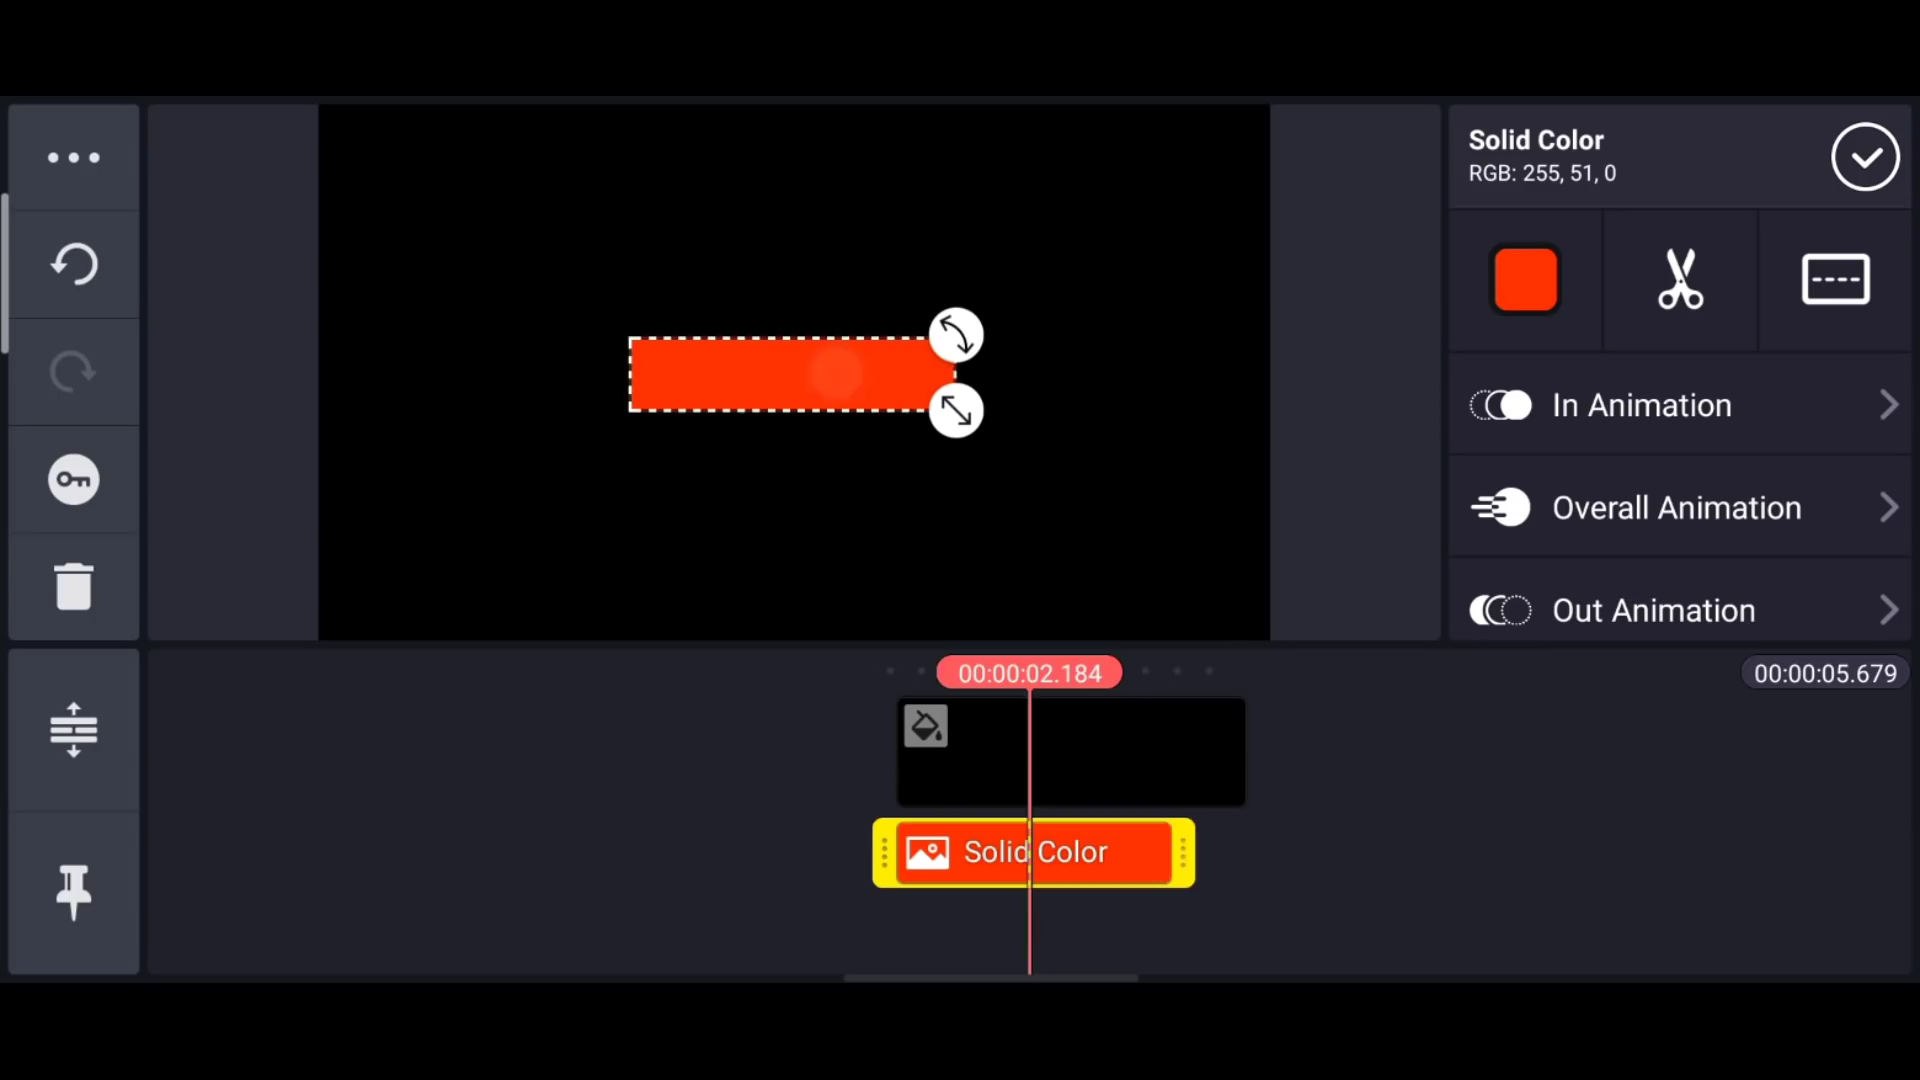 Solid Color
RGB: 255, 51, 0
In Animation
Overall Animation
Out Animation
00:00:02.184
00:00:05.679
Solid Color